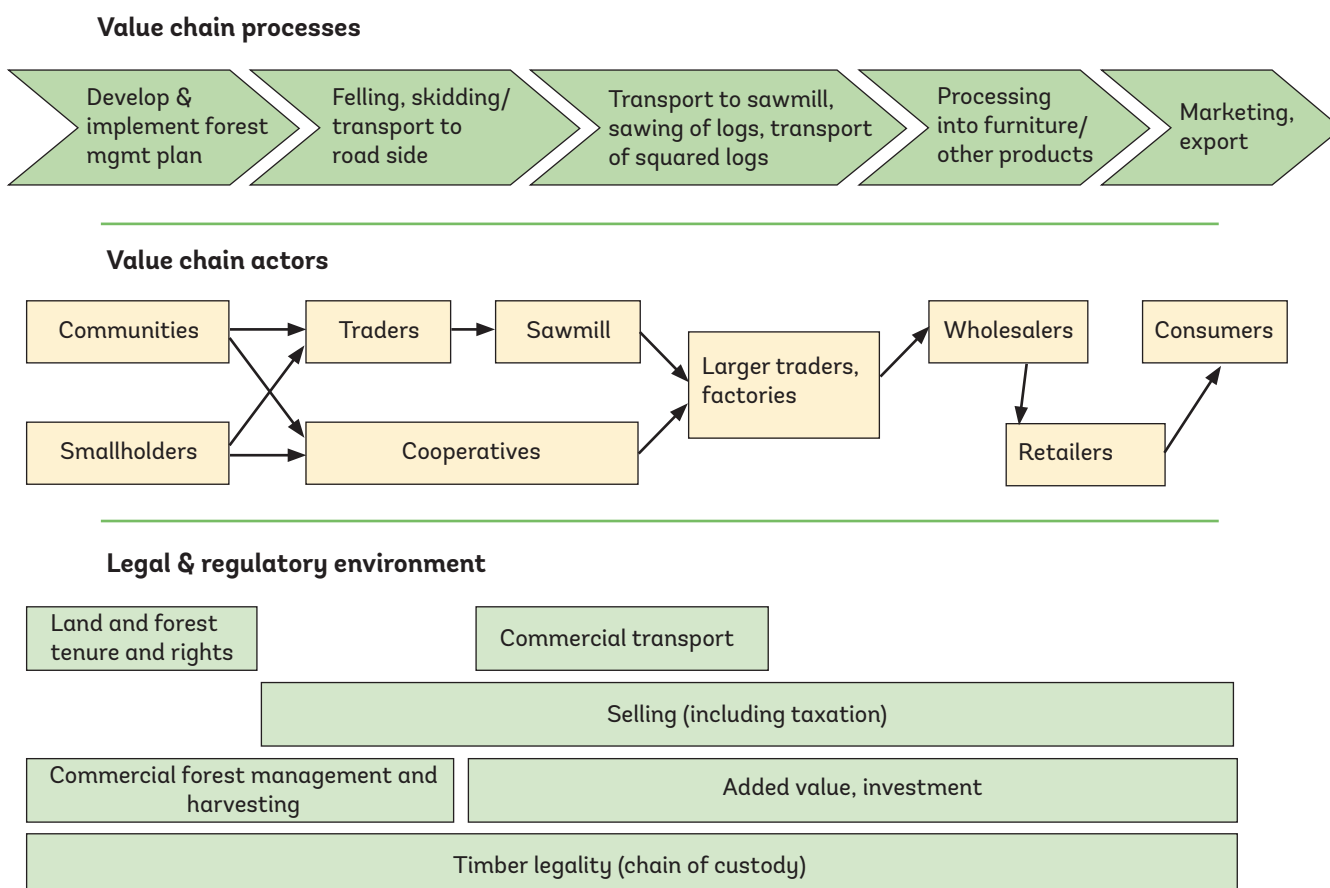 Value chain processes
Develop &
implement forest
mgmt plan
Felling, skidding/
transport to
road side
Transport to sawmill,
sawing of logs, transport
of squared logs
Processing
into furniture/
other products
Marketing,
export
Value chain actors
Communities
Traders
Sawmill
Larger traders,
factories
Wholesalers
Consumers
Smallholders
Cooperatives
Retailers
Legal & regulatory environment
Land and forest
tenure and rights
Commercial transport
Selling (including taxation)
Commercial forest management and
harvesting
Added value, investment
Timber legality (chain of custody)